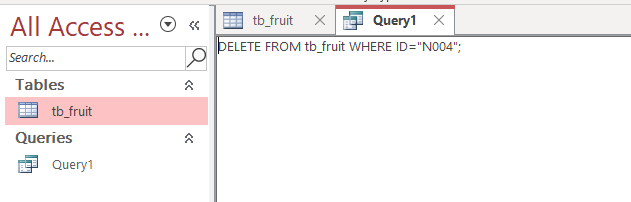 All Access ...
tb_fruit
Query1
Search...
DELETE FROM tb_fruit WHERE ID="N004";
Tables
tb_fruit
Queries
Query1